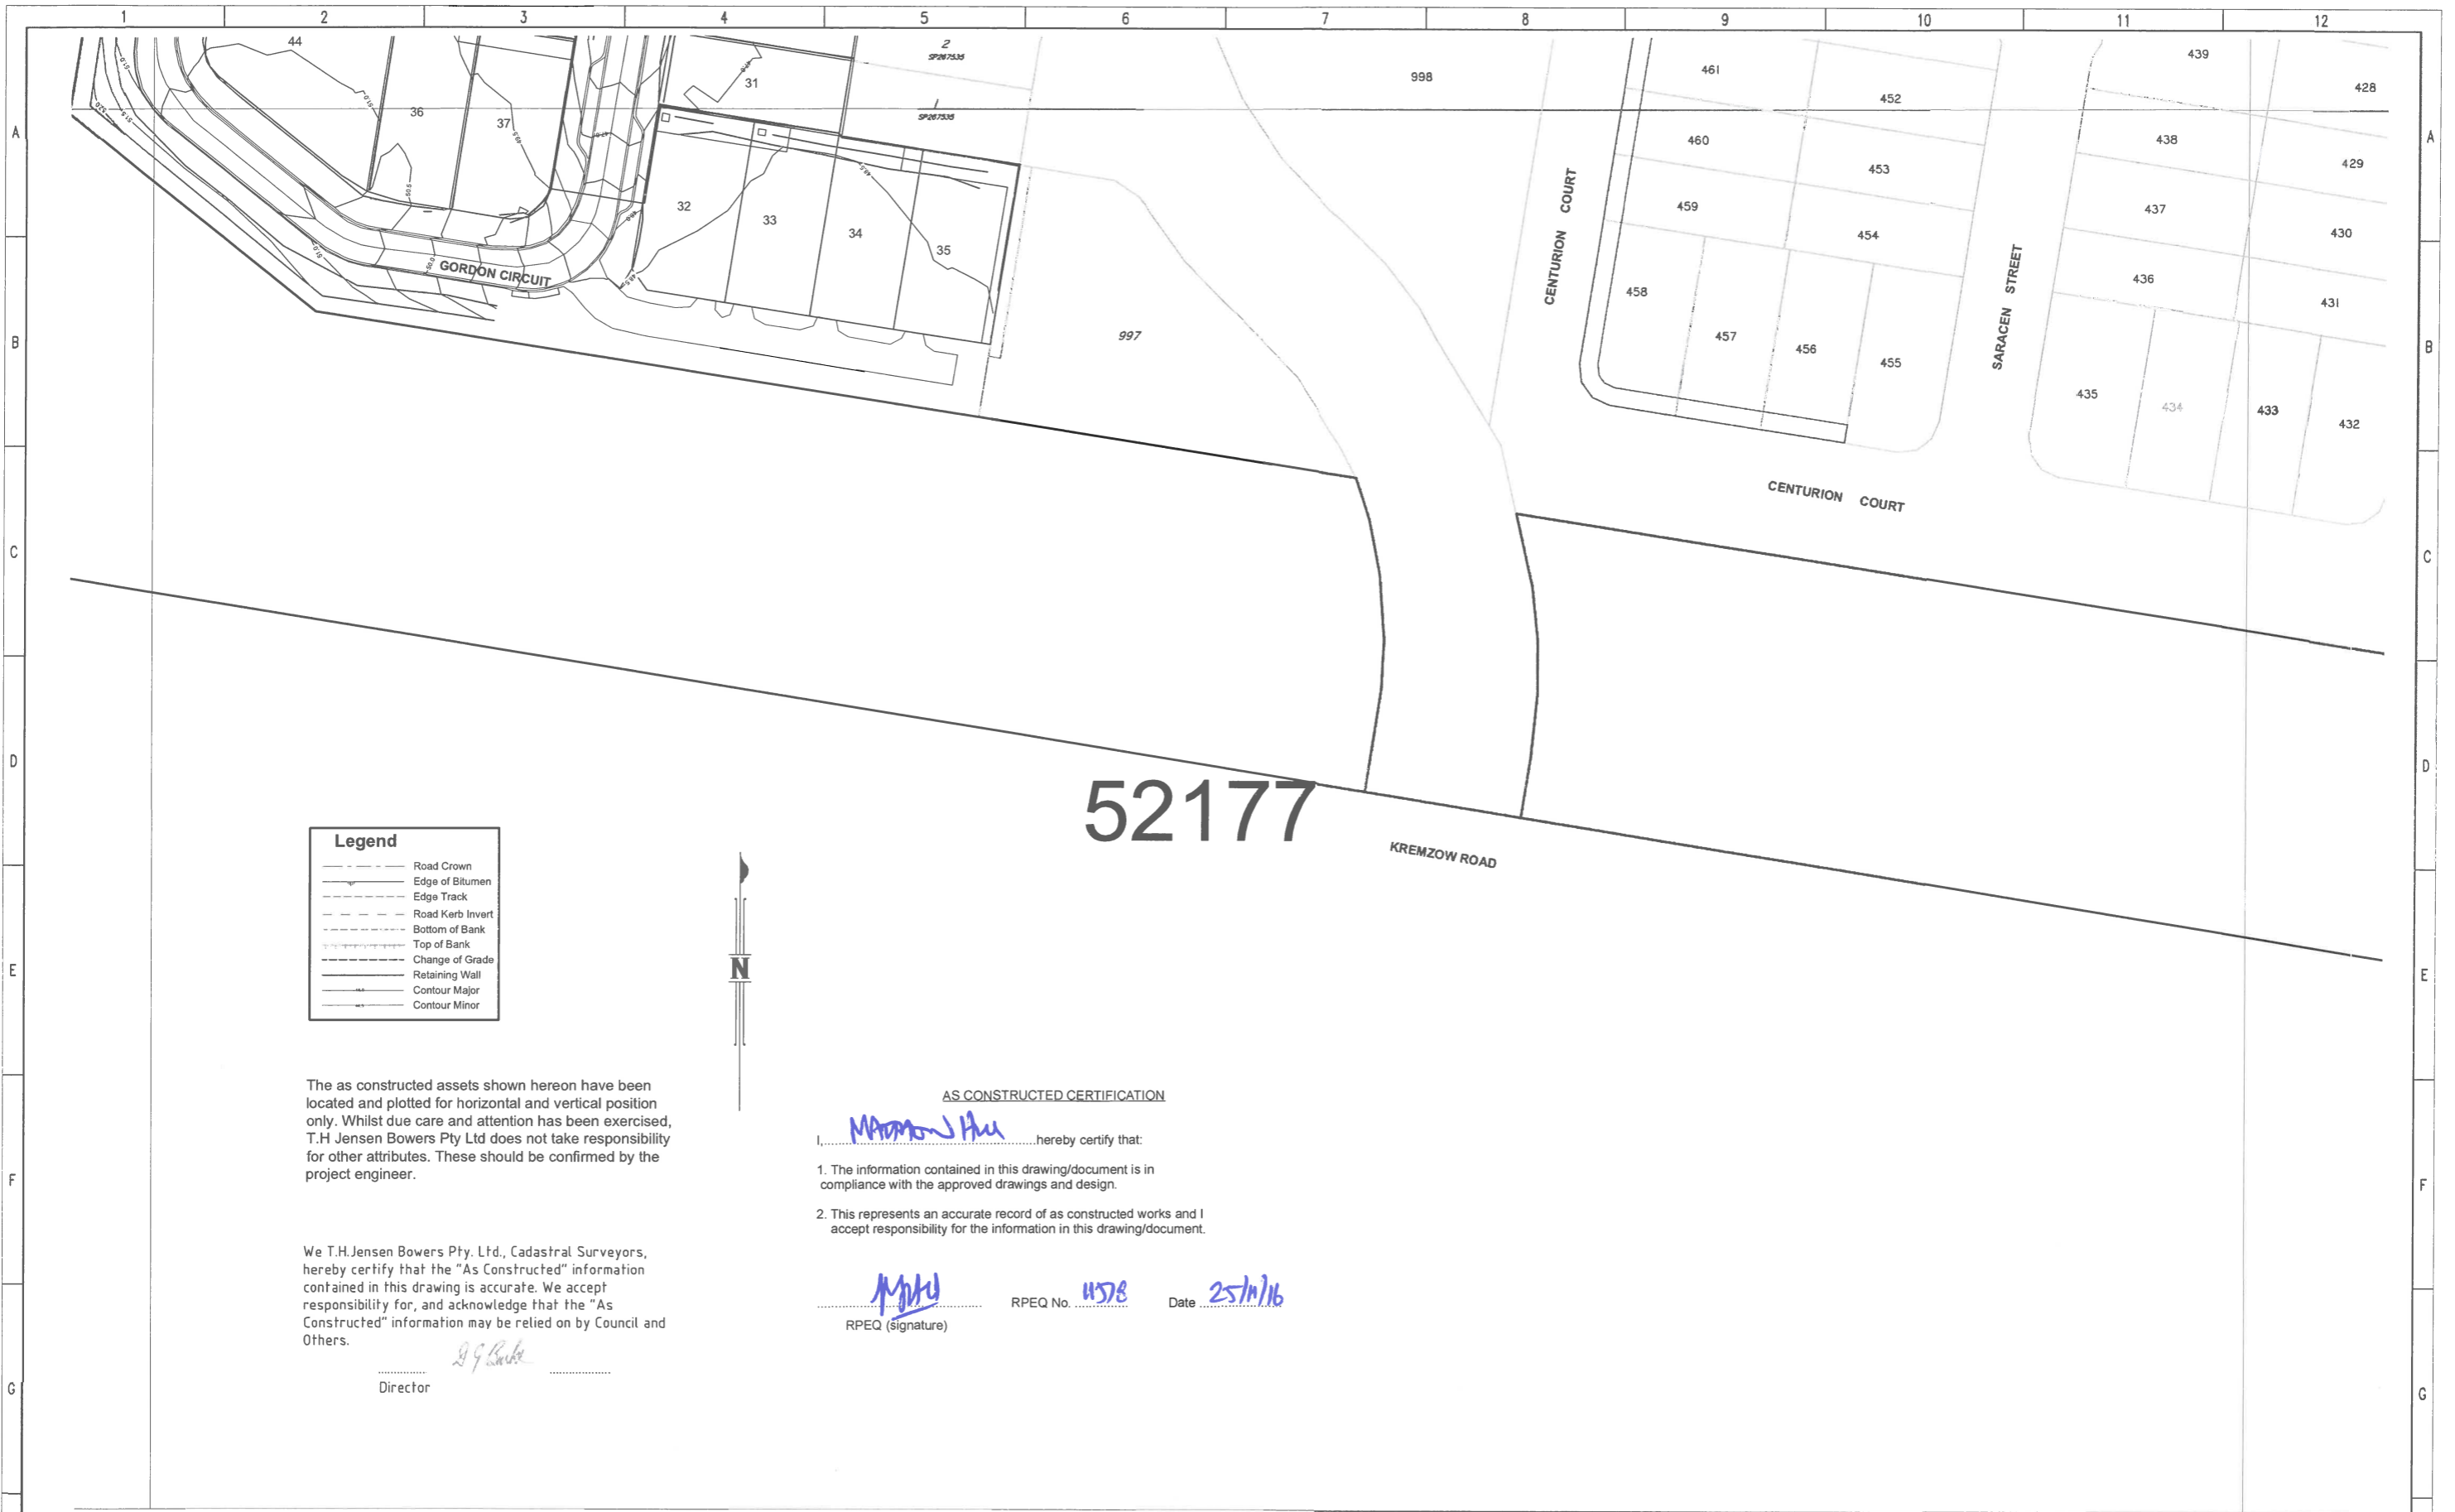 1 2 3 4 5 6 7 8 9 10 11 12
A A
B B
C C
D D
E E
F F
G G
44
36
37
31
2
SP267535
1
SP267535
32
33
34
35
GORDON CIRCUIT
997
998
CENTURION COURT
461
460
459
458
457
456
455
452
453
454
SARACEN STREET
439
438
437
436
435
434
433
432
428
429
430
431
CENTURION COURT
52177
KREMZOW ROAD
Legend
Road Crown
Edge of Bitumen
Edge Track
Road Kerb Invert
Bottom of Bank
Top of Bank
Change of Grade
Retaining Wall
Contour Major
Contour Minor
N
The as constructed assets shown hereon have been
located and plotted for horizontal and vertical position
only. Whilst due care and attention has been exercised,
T.H Jensen Bowers Pty Ltd does not take responsibility
for other attributes. These should be confirmed by the
project engineer.
We T.H.Jensen Bowers Pty. Ltd., Cadastral Surveyors,
hereby certify that the "As Constructed" information
contained in this drawing is accurate. We accept
responsibility for, and acknowledge that the "As
Constructed" information may be relied on by Council and
Others.
Director
AS CONSTRUCTED CERTIFICATION
I, hereby certify that:
1. The information contained in this drawing/document is in
compliance with the approved drawings and design.
2. This represents an accurate record of as constructed works and I
accept responsibility for the information in this drawing/document.
RPEQ No. Date 25/11/16
RPEQ (signature)